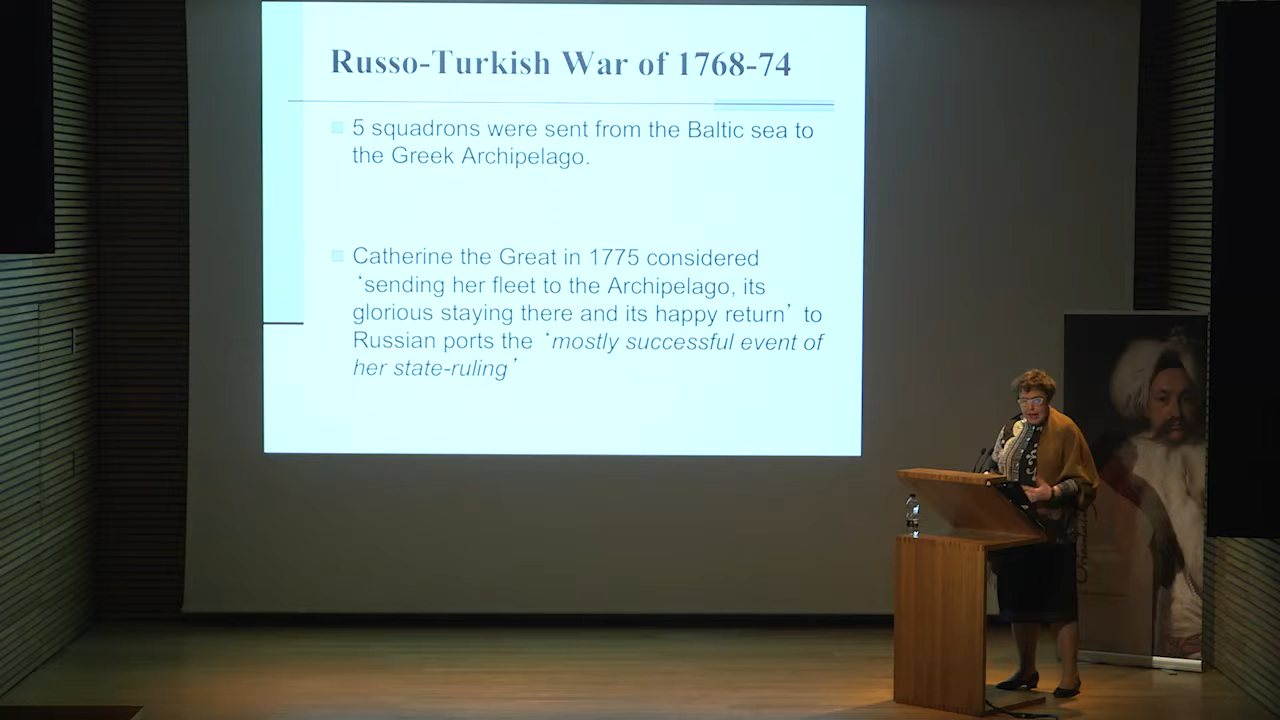 Russo-Turkish War of 1768-74
5 squadrons were sent from the Baltic sea to
the Greek Archipelago.
Catherine the Great in 1775 considered
‘sending her fleet to the Archipelago, its
glorious staying there and its happy return’ to
Russian ports the ‘mostly successful event of
her state-ruling’